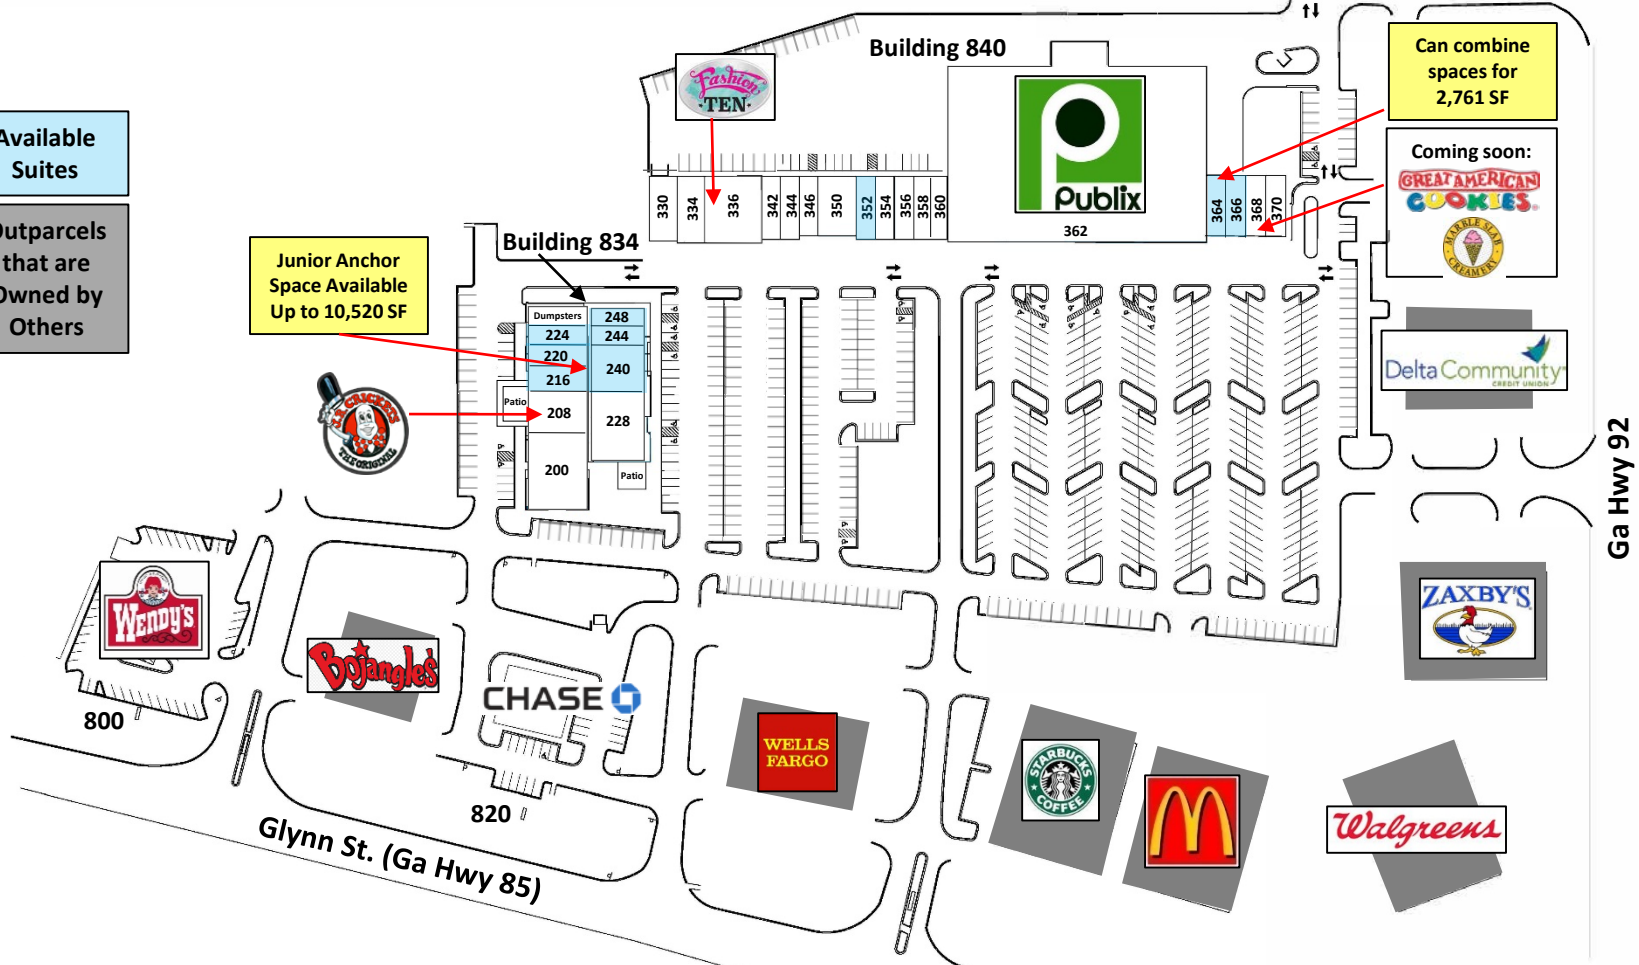 Building 840
Can combine
spaces for
2,761 SF
Fashion
TEN
Publix
Available
Suites
Coming soon:
GREAT AMERICAN
COOKIES
MARBLE SLAB
CREAMERY
330
334
336
342
344
346
350
352
354
356
358
360
362
364
366
368
370
Outparcels
that are
Owned by
Others
Building 834
Junior Anchor
Space Available
Up to 10,520 SF
Dumpsters
248
224
244
220
240
216
Patio
208
228
200
Patio
J.R. CRICKETS
THE ORIGINAL
Delta Community
CREDIT UNION
Ga Hwy 92
WENDY'S
Bojangles'
CHASE
WELLS
FARGO
STARBUCKS
COFFEE
ZAXBY'S
Walgreens
800
820
Glynn St. (Ga Hwy 85)